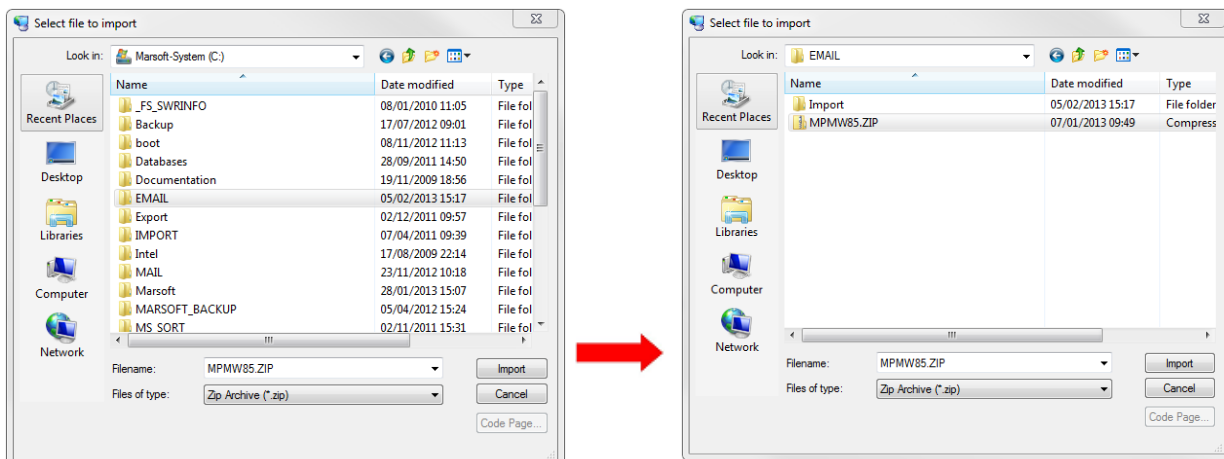 Select file to import
Look in: Marsoft-System (C:)
Name Date modified Type
_FS_SWRINFO 08/01/2010 11:05 File fol
Backup 17/07/2012 09:01 File fol
boot 08/11/2012 11:13 File fol
Databases 28/09/2011 14:50 File fol
Documentation 19/11/2009 18:56 File fol
EMAIL 05/02/2013 15:17 File fol
Export 02/12/2011 09:57 File fol
IMPORT 07/04/2011 09:39 File fol
Intel 17/08/2009 22:14 File fol
MAIL 23/11/2012 10:18 File fol
Marsoft 28/01/2013 15:07 File fol
MARSOFT_BACKUP 05/04/2012 15:24 File fol
MS SORT 02/11/2011 15:31 File fol
Recent Places
Desktop
Libraries
Computer
Network
Filename: MPMW85.ZIP Import
Files of type: Zip Archive (*.zip) Cancel
Code Page...
Select file to import
Look in: EMAIL
Name Date modified Type
Import 05/02/2013 15:17 File folder
MPMW85.ZIP 07/01/2013 09:49 Compress
Recent Places
Desktop
Libraries
Computer
Network
Filename: MPMW85.ZIP Import
Files of type: Zip Archive (*.zip) Cancel
Code Page...